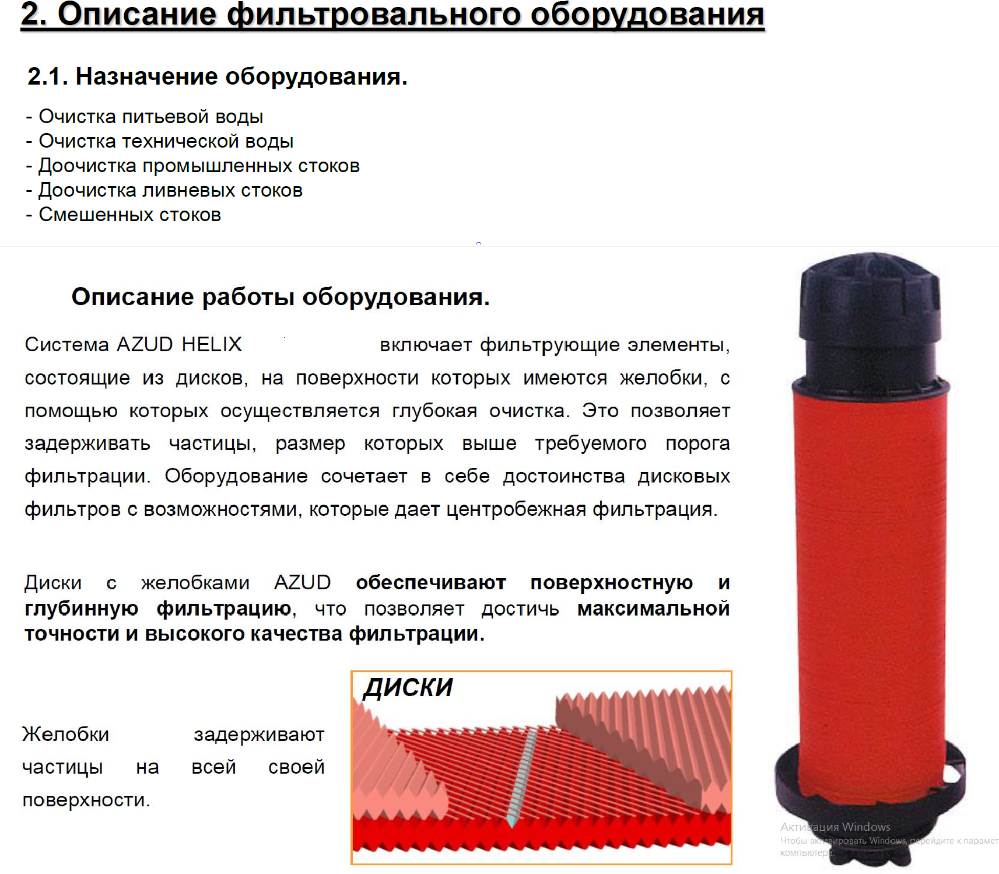 2. Описание фильтровального оборудования
2.1. Назначение оборудования.
- Очистка питьевой воды
- Очистка технической воды
- Доочистка промышленных стоков
- Доочистка ливневых стоков
- Смешенных стоков
Описание работы оборудования.
Система AZUD HELIX включает фильтрующие элементы,
состоящие из дисков, на поверхности которых имеются желобки, с
помощью которых осуществляется глубокая очистка. Это позволяет
задерживать частицы, размер которых выше требуемого порога
фильтрации. Оборудование сочетает в себе достоинства дисковых
фильтров с возможностями, которые дает центробежная фильтрация.
Диски с желобками AZUD обеспечивают поверхностную и
глубинную фильтрацию, что позволяет достичь максимальной
точности и высокого качества фильтрации.
ДИСКИ
Желобки задерживают
частицы на всей своей
поверхности.
Активация Windows
Чтобы активировать Windows, перейдите к парамет
компьютера.